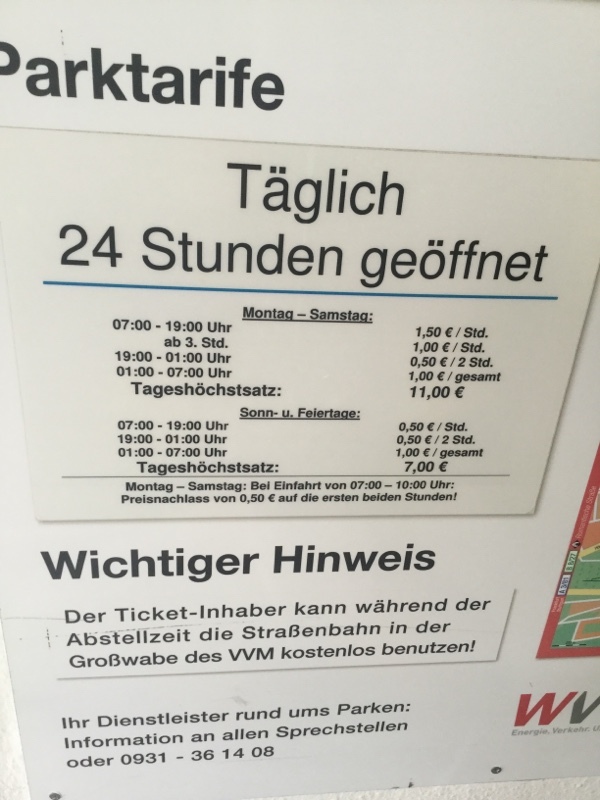 Parktarife
Täglich
24 Stunden geöffnet
Montag – Samstag:
07:00 - 19:00 Uhr 1,50 € / Std.
ab 3. Std. 1,00 € / Std.
19:00 - 01:00 Uhr 0,50 € / 2 Std.
01:00 - 07:00 Uhr 1,00 € / gesamt
Tageshöchstsatz: 11,00 €
Sonn- u. Feiertage:
07:00 - 19:00 Uhr 0,50 € / Std.
19:00 - 01:00 Uhr 0,50 € / 2 Std.
01:00 - 07:00 Uhr 1,00 € / gesamt
Tageshöchstsatz: 7,00 €
Montag – Samstag: Bei Einfahrt von 07:00 – 10:00 Uhr:
Preisnachlass von 0,50 € auf die ersten beiden Stunden!
Wichtiger Hinweis
Der Ticket-Inhaber kann während der
Abstellzeit die Straßenbahn in der
Großwabe des VVM kostenlos benutzen!
Ihr Dienstleister rund ums Parken:
Information an allen Sprechstellen
oder 0931 - 36 14 08
WV
Energie. Verkehr. U